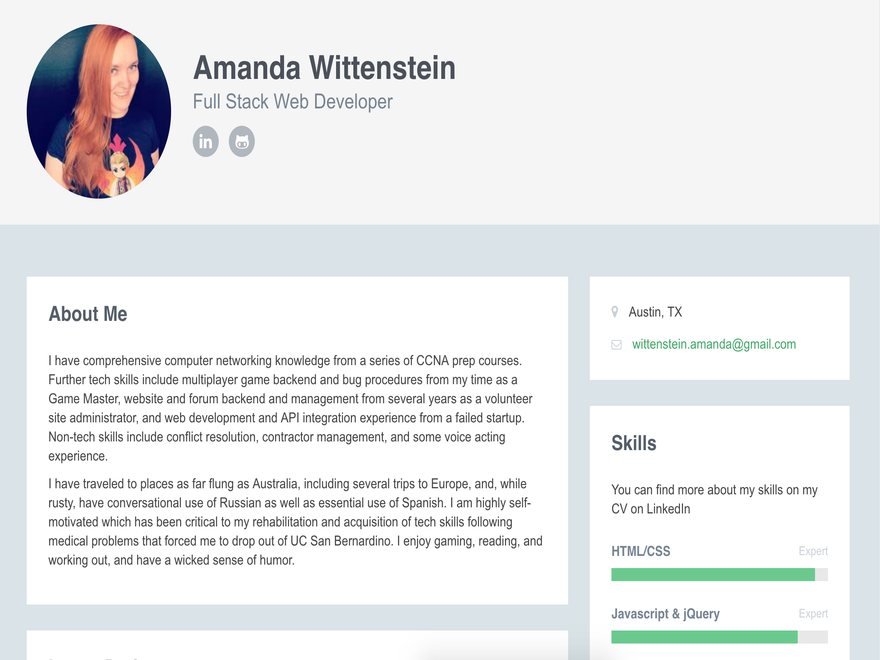 Amanda Wittenstein
Full Stack Web Developer
in
About Me
I have comprehensive computer networking knowledge from a series of CCNA prep courses.
Further tech skills include multiplayer game backend and bug procedures from my time as a
Game Master, website and forum backend and management from several years as a volunteer
site administrator, and web development and API integration experience from a failed startup.
Non-tech skills include conflict resolution, contractor management, and some voice acting
experience.
I have traveled to places as far flung as Australia, including several trips to Europe, and, while
rusty, have conversational use of Russian as well as essential use of Spanish. I am highly self-
motivated which has been critical to my rehabilitation and acquisition of tech skills following
medical problems that forced me to drop out of UC San Bernardino. I enjoy gaming, reading, and
working out, and have a wicked sense of humor.
Austin, TX
wittenstein.amanda@gmail.com
Skills
You can find more about my skills on my
CV on LinkedIn
HTML/CSS Expert
Javascript & jQuery Expert